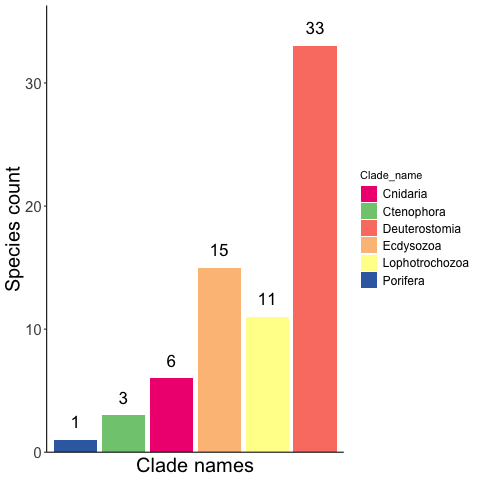 33
30
Species count
20
15
11
10
6
3
1
0
Clade names
Clade_name
Cnidaria
Ctenophora
Deuterostomia
Ecdysozoa
Lophotrochozoa
Porifera